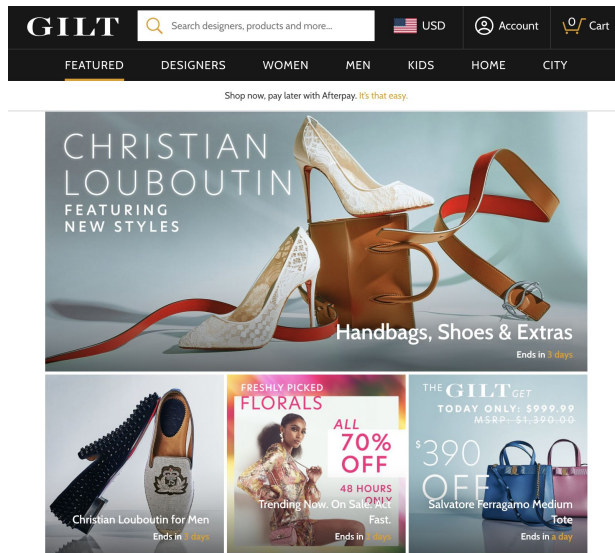 GILT
Search designers, products and more...
USD
Account
0
Cart
FEATURED
DESIGNERS
WOMEN
MEN
KIDS
HOME
CITY
Shop now, pay later with Afterpay. It's that easy.
CHRISTIAN
LOUBOUTIN
FEATURING
NEW STYLES
Handbags, Shoes & Extras
Ends in 3 days
Christian Louboutin for Men
Ends in 3 days
FRESHLY PICKED
FLORALS
ALL
70%
OFF
48 HOURS
ONLY
Trending Now. On Sale. Act
Fast.
Ends in 2 days
THE GILT GET
TODAY ONLY: $999.99
MSRP: $1,390.00
$390
OFF
Salvatore Ferragamo Medium
Tote
Ends in a day